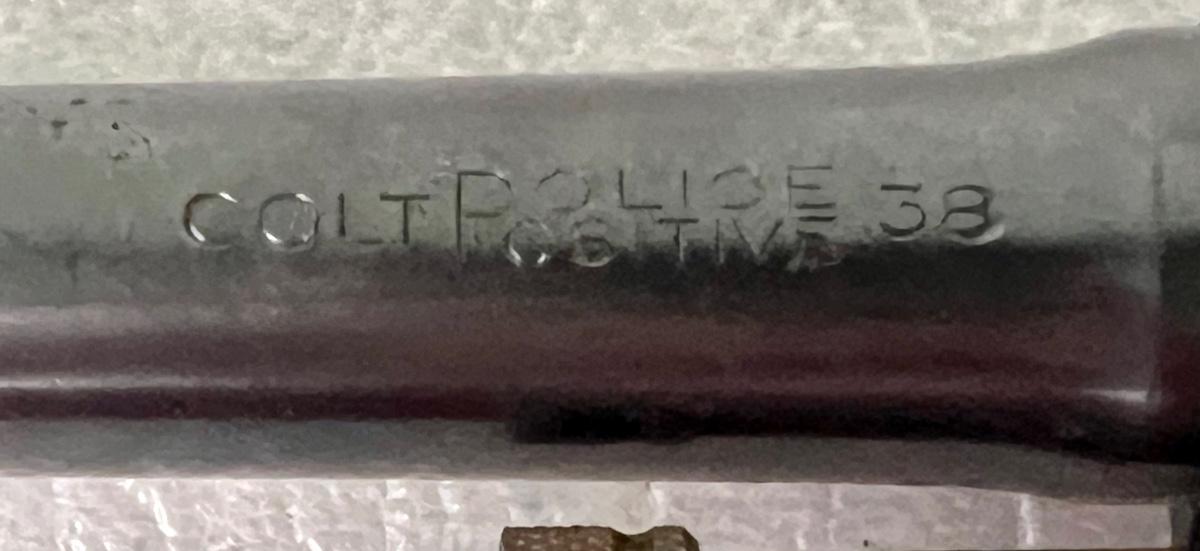 COLT POLICE POSITIVE 38